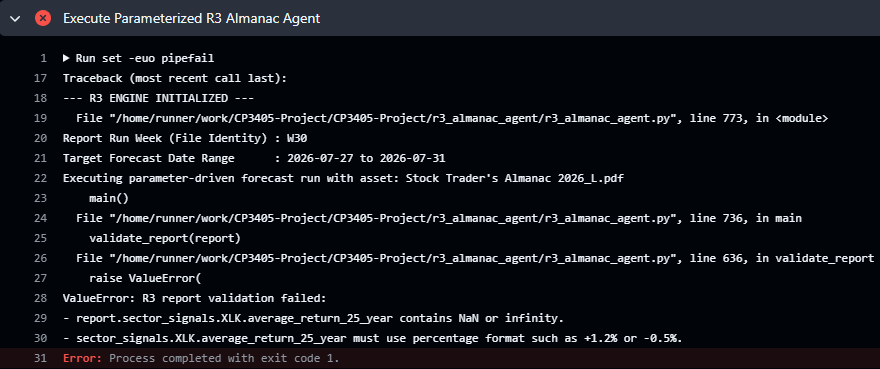 Execute Parameterized R3 Almanac Agent
1 ▶ Run set -euo pipefail
17 Traceback (most recent call last):
18 --- R3 ENGINE INITIALIZED ---
19 File "/home/runner/work/CP3405-Project/CP3405-Project/r3_almanac_agent/r3_almanac_agent.py", line 773, in <module>
20 Report Run Week (File Identity) : W30
21 Target Forecast Date Range : 2026-07-27 to 2026-07-31
22 Executing parameter-driven forecast run with asset: Stock Trader's Almanac 2026_L.pdf
23 main()
24 File "/home/runner/work/CP3405-Project/CP3405-Project/r3_almanac_agent/r3_almanac_agent.py", line 736, in main
25 validate_report(report)
26 File "/home/runner/work/CP3405-Project/CP3405-Project/r3_almanac_agent/r3_almanac_agent.py", line 636, in validate_report
27 raise ValueError(
28 ValueError: R3 report validation failed:
29 - report.sector_signals.XLK.average_return_25_year contains NaN or infinity.
30 - sector_signals.XLK.average_return_25_year must use percentage format such as +1.2% or -0.5%.
31 Error: Process completed with exit code 1.